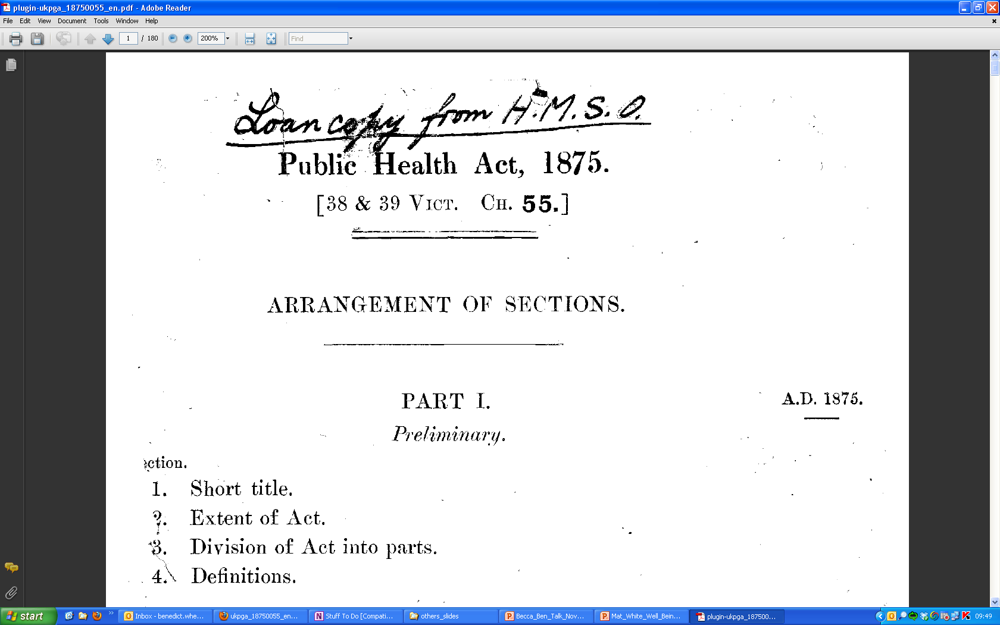 plugin-ukpga_18750055_en.pdf - Adobe Reader
File Edit View Document Tools Window Help
1 / 180 200% Find
Loan copy from H.M.S.O.
Public Health Act, 1875.
[38 & 39 VICT. CH. 55.]
ARRANGEMENT OF SECTIONS.
PART I.
A.D. 1875.
Preliminary.
ection.
1. Short title.
2. Extent of Act.
3. Division of Act into parts.
4. Definitions.
start Inbox - benedict.whe... ukpga_18750055_en... Stuff To Do [Compati... others_slides Becca_Ben_Talk_Nov... Mat_White_Well_Bein... plugin-ukpga_187500... 09:49